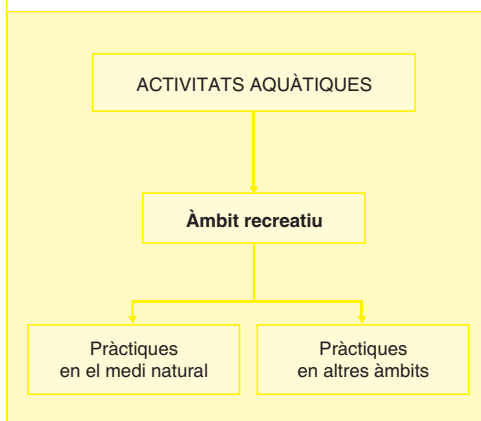 ACTIVITATS AQUÀTIQUES
Àmbit recreatiu
Pràctiques
en el medi natural
Pràctiques
en altres àmbits